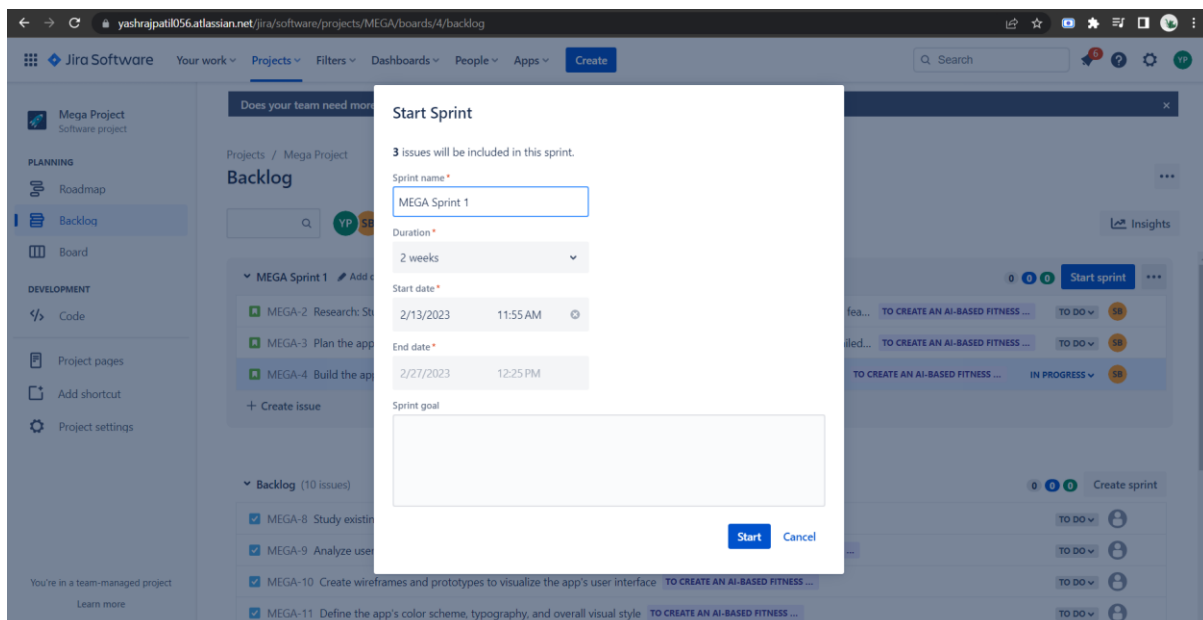 yashrajpatil056.atlassian.net/jira/software/projects/MEGA/boards/4/backlog
Jira Software Your work Projects Filters Dashboards People Apps Create Search 6 YP
Does your team need more
Mega Project
Software project
PLANNING
Roadmap
Backlog
Board
DEVELOPMENT
Code
Project pages
Add shortcut
Project settings
You're in a team-managed project
Learn more
Projects / Mega Project
Backlog
YP SB
Insights
MEGA Sprint 1 Add 0 0 0 Start sprint
MEGA-2 Research: fea... TO CREATE AN AI-BASED FITNESS ... TO DO SB
MEGA-3 Plan the app TO CREATE AN AI-BASED FITNESS ... TO DO SB
MEGA-4 Build the TO CREATE AN AI-BASED FITNESS ... IN PROGRESS SB
+ Create issue
Backlog (10 issues) 0 0 0 Create sprint
MEGA-8 Study TO DO
MEGA-9 Analyze ... TO DO
MEGA-10 Create wireframes and prototypes to visualize the app's user interface TO CREATE AN AI-BASED FITNESS ... TO DO
MEGA-11 Define the app's color scheme, typography, and overall visual style TO CREATE AN AI-BASED FITNESS ... TO DO
Start Sprint
3 issues will be included in this sprint.
Sprint name *
MEGA Sprint 1
Duration *
2 weeks
Start date *
2/13/2023 11:55 AM
End date *
2/27/2023 12:25 PM
Sprint goal
Start Cancel